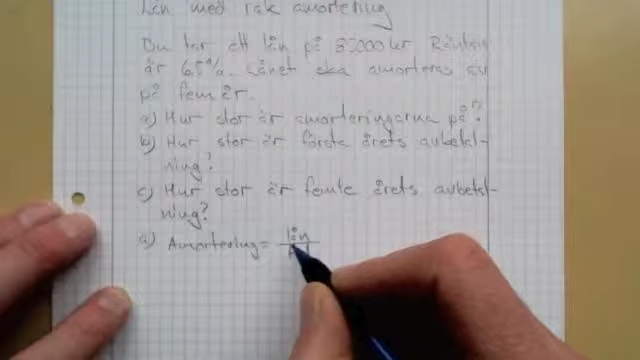 Lån med rak amortering
Du tar ett lån på 85000 kr Räntan
är 6,5%. Lånet ska amorteras av
på fem år.
a) Hur stor är amorteringarna på?
b) Hur stor är första årets avbetal-
ning?
c) Hur stor är femte årets avbetal-
ning?
a) Amortering = lån